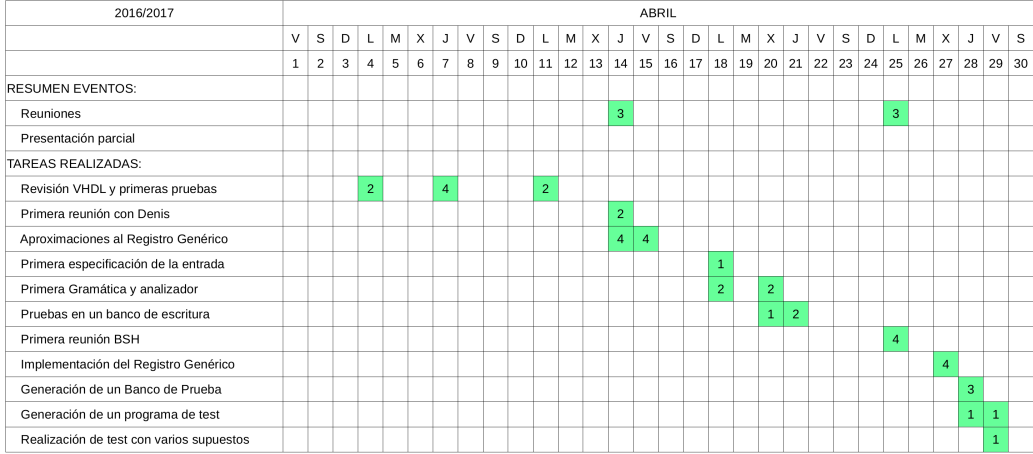 2016/2017 ABRIL
V S D L M X J V S D L M X J V S D L M X J V S D L M X J V S
1 2 3 4 5 6 7 8 9 10 11 12 13 14 15 16 17 18 19 20 21 22 23 24 25 26 27 28 29 30
RESUMEN EVENTOS:
Reuniones 3 3
Presentación parcial
TAREAS REALIZADAS:
Revisión VHDL y primeras pruebas 2 4 2
Primera reunión con Denis 2
Aproximaciones al Registro Genérico 4 4
Primera especificación de la entrada 1
Primera Gramática y analizador 2 2
Pruebas en un banco de escritura 1 2
Primera reunión BSH 4
Implementación del Registro Genérico 4
Generación de un Banco de Prueba 3
Generación de un programa de test 1 1
Realización de test con varios supuestos 1